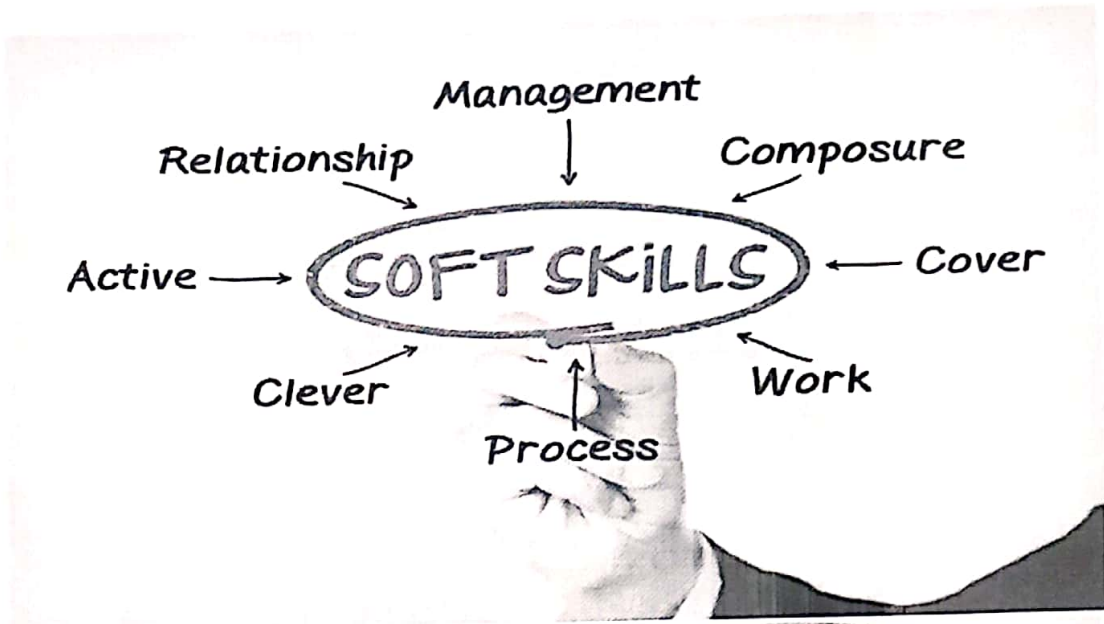 Management
Relationship
Composure
SOFT SKiLLS
Active
Cover
Clever
Work
Process